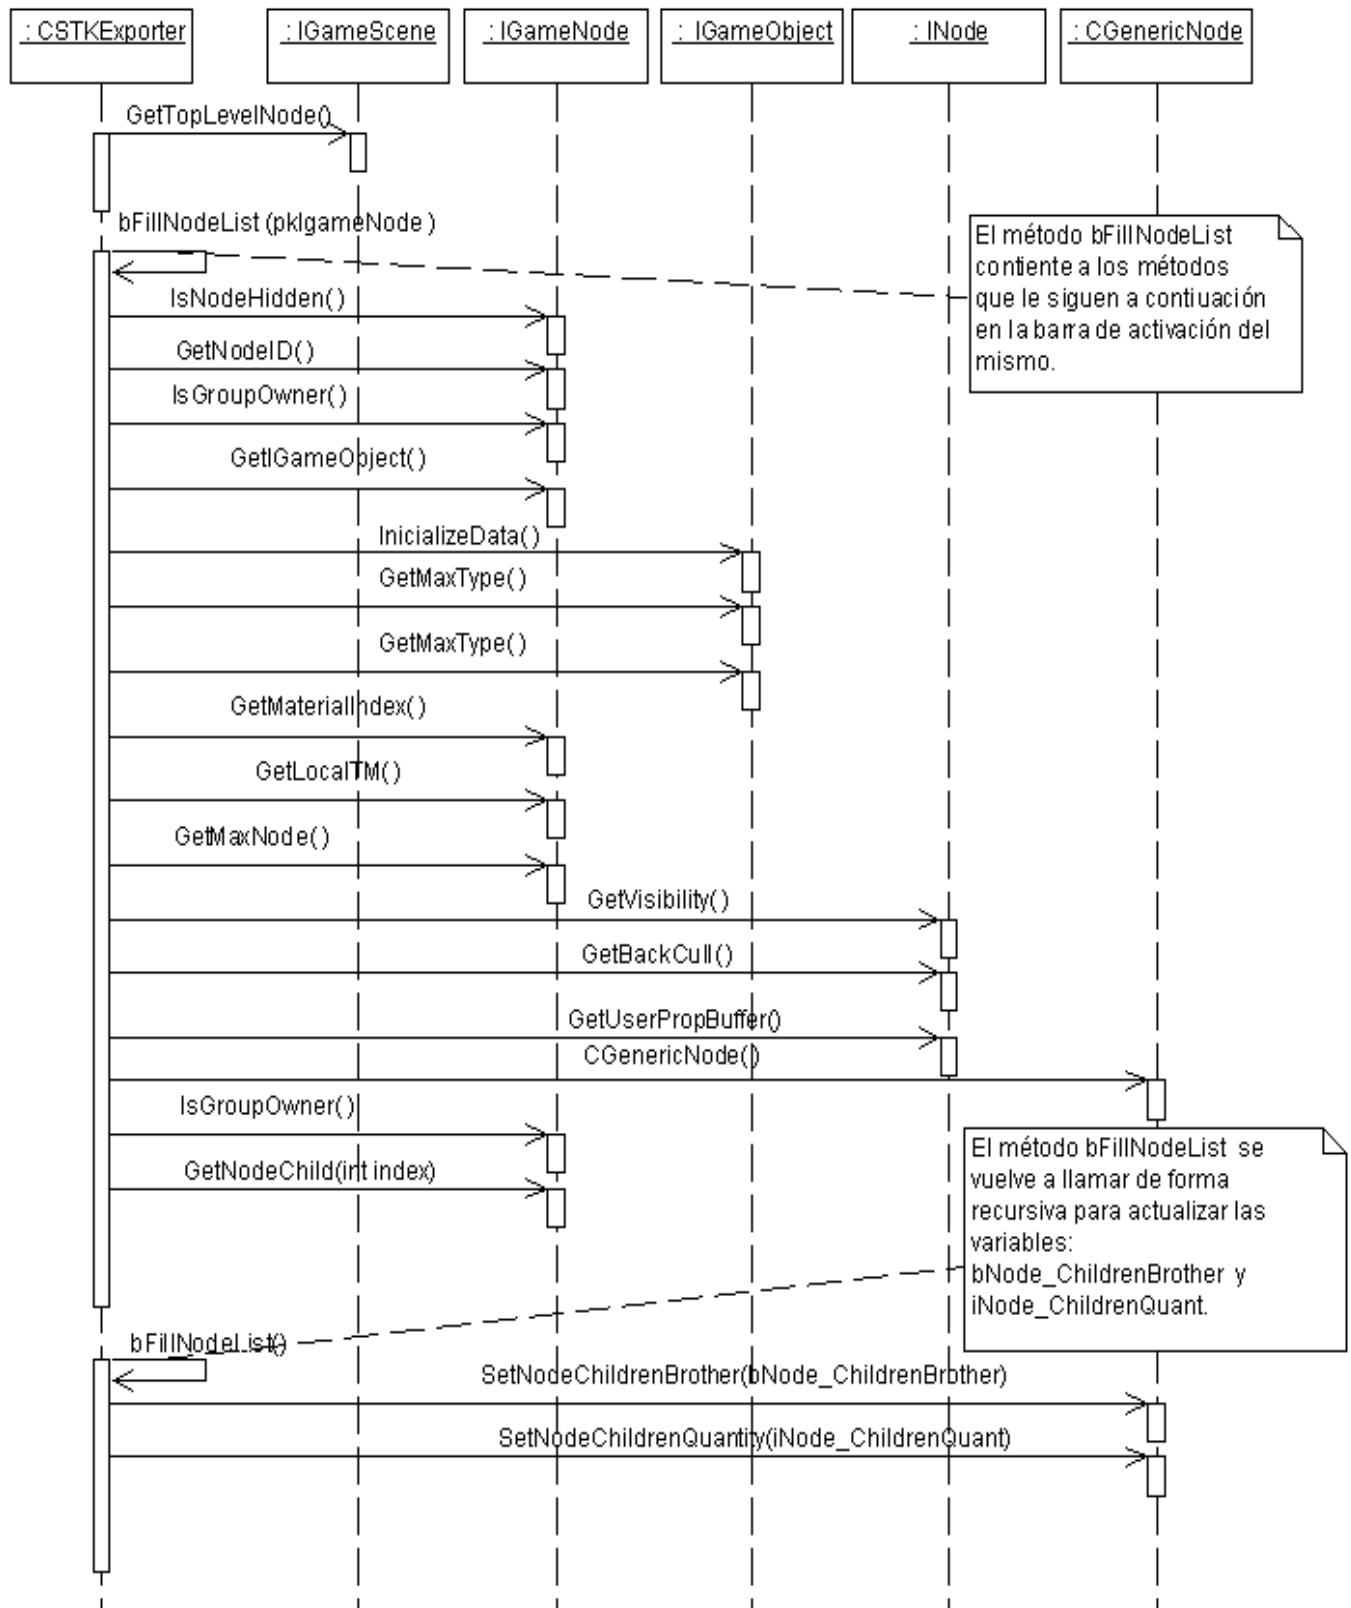 : CSTKExporter
: IGameScene
: IGameNode
: IGameObject
: INode
: CGenericNode
GetTopLevelNode()
bFillNodeList (pkIgameNode )
El método bFillNodeList
contiente a los métodos
que le siguen a contiuación
en la barra de activación del
mismo.
IsNodeHidden()
GetNodeID()
IsGroupOwner()
GetIGameObject()
InicializeData()
GetMaxType()
GetMaxType()
GetMaterialIndex()
GetLocalTM()
GetMaxNode()
GetVisibility()
GetBackCull()
GetUserPropBuffer()
CGenericNode()
IsGroupOwner()
GetNodeChild(int index)
El método bFillNodeList se
vuelve a llamar de forma
recursiva para actualizar las
variables:
bNode_ChildrenBrother y
iNode_ChildrenQuant.
bFillNodeList()
SetNodeChildrenBrother(bNode_ChildrenBrother)
SetNodeChildrenQuantity(iNode_ChildrenQuant)